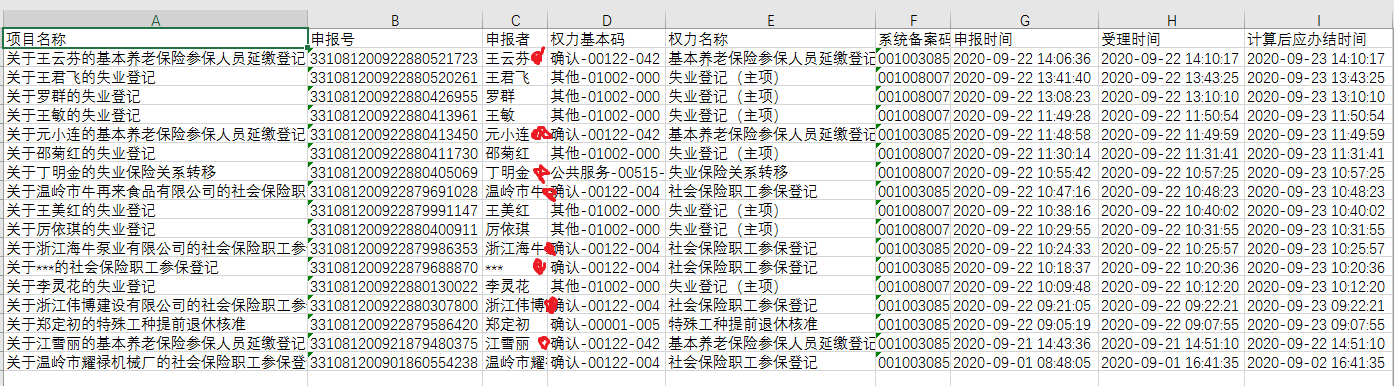 A B C D E F G H I
项目名称 申报号 申报者 权力基本码 权力名称 系统备案码 申报时间 受理时间 计算后应办结时间
关于王云芬的基本养老保险参保人员延缴登记 331081200922880521723 王云芬 确认-00122-042 基本养老保险参保人员延缴登记 001003085 2020-09-22 14:06:36 2020-09-22 14:10:17 2020-09-23 14:10:17
关于王君飞的失业登记 331081200922880520261 王君飞 其他-01002-000 失业登记（主项） 001008007 2020-09-22 13:41:40 2020-09-22 13:43:25 2020-09-23 13:43:25
关于罗群的失业登记 331081200922880426955 罗群 其他-01002-000 失业登记（主项） 001008007 2020-09-22 13:08:23 2020-09-22 13:10:10 2020-09-23 13:10:10
关于王敏的失业登记 331081200922880413961 王敏 其他-01002-000 失业登记（主项） 001008007 2020-09-22 11:49:28 2020-09-22 11:50:54 2020-09-23 11:50:54
关于元小连的基本养老保险参保人员延缴登记 331081200922880413450 元小连 确认-00122-042 基本养老保险参保人员延缴登记 001003085 2020-09-22 11:48:58 2020-09-22 11:49:59 2020-09-23 11:49:59
关于邵菊红的失业登记 331081200922880411730 邵菊红 其他-01002-000 失业登记（主项） 001008007 2020-09-22 11:30:14 2020-09-22 11:31:41 2020-09-23 11:31:41
关于丁明金的失业保险关系转移 331081200922880405069 丁明金 公共服务-00515- 失业保险关系转移 001008007 2020-09-22 10:55:42 2020-09-22 10:57:25 2020-09-23 10:57:25
关于温岭市牛再来食品有限公司的社会保险职 331081200922879691028 温岭市牛 确认-00122-004 社会保险职工参保登记 001003085 2020-09-22 10:47:16 2020-09-22 10:48:23 2020-09-23 10:48:23
关于王美红的失业登记 331081200922879991147 王美红 其他-01002-000 失业登记（主项） 001008007 2020-09-22 10:38:16 2020-09-22 10:40:02 2020-09-23 10:40:02
关于厉依琪的失业登记 331081200922880400911 厉依琪 其他-01002-000 失业登记（主项） 001008007 2020-09-22 10:29:55 2020-09-22 10:31:55 2020-09-23 10:31:55
关于浙江海牛泵业有限公司的社会保险职工参 331081200922879986353 浙江海牛 确认-00122-004 社会保险职工参保登记 001003085 2020-09-22 10:24:33 2020-09-22 10:25:57 2020-09-23 10:25:57
关于***的社会保险职工参保登记 331081200922879688870 *** 确认-00122-004 社会保险职工参保登记 001003085 2020-09-22 10:18:37 2020-09-22 10:20:36 2020-09-23 10:20:36
关于李灵花的失业登记 331081200922880130022 李灵花 其他-01002-000 失业登记（主项） 001008007 2020-09-22 10:09:48 2020-09-22 10:12:20 2020-09-23 10:12:20
关于浙江伟博建设有限公司的社会保险职工参 331081200922880307800 浙江伟博 确认-00122-004 社会保险职工参保登记 001003085 2020-09-22 09:21:05 2020-09-22 09:22:21 2020-09-23 09:22:21
关于郑定初的特殊工种提前退休核准 331081200922879586420 郑定初 确认-00001-005 特殊工种提前退休核准 001003085 2020-09-22 09:05:19 2020-09-22 09:07:55 2020-09-23 09:07:55
关于江雪丽的基本养老保险参保人员延缴登记 331081200921879480375 江雪丽 确认-00122-042 基本养老保险参保人员延缴登记 001003085 2020-09-21 14:43:36 2020-09-21 14:51:10 2020-09-22 14:51:10
关于温岭市耀禄机械厂的社会保险职工参保登 331081200901860554238 温岭市耀 确认-00122-004 社会保险职工参保登记 001003085 2020-09-01 08:48:05 2020-09-01 16:41:35 2020-09-02 16:41:35